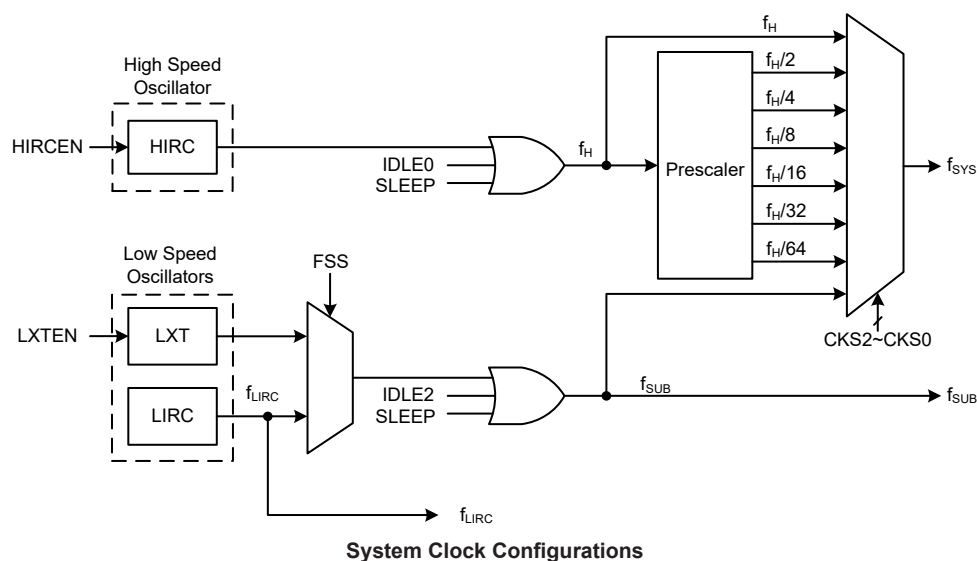 High Speed
Oscillator
HIRCEN
HIRC
IDLE0
SLEEP
fH
fH
Prescaler
fH/2
fH/4
fH/8
fH/16
fH/32
fH/64
fSYS
CKS2~CKS0
Low Speed
Oscillators
FSS
LXTEN
LXT
LIRC
fLIRC
IDLE2
SLEEP
fSUB
fSUB
fLIRC
System Clock Configurations